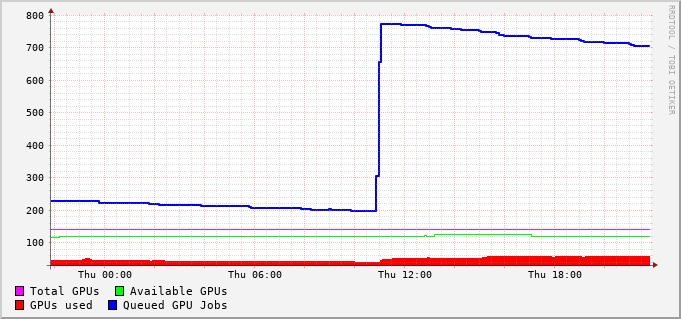 800
700
600
500
400
300
200
100
Thu 00:00 Thu 06:00 Thu 12:00 Thu 18:00
Total GPUs Available GPUs
GPUs used Queued GPU Jobs
RRDTOOL / TOBI OETIKER